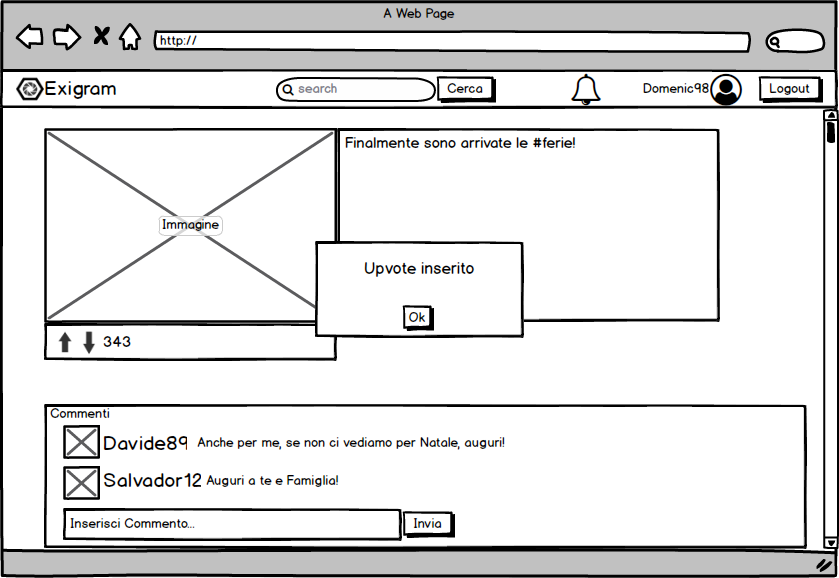 A Web Page
http://
Exigram
search
Cerca
Domenic98
Logout
Immagine
Finalmente sono arrivate le #ferie!
Upvote inserito
Ok
343
Commenti
Davide89 Anche per me, se non ci vediamo per Natale, auguri!
Salvador12 Auguri a te e Famiglia!
Inserisci Commento...
Invia